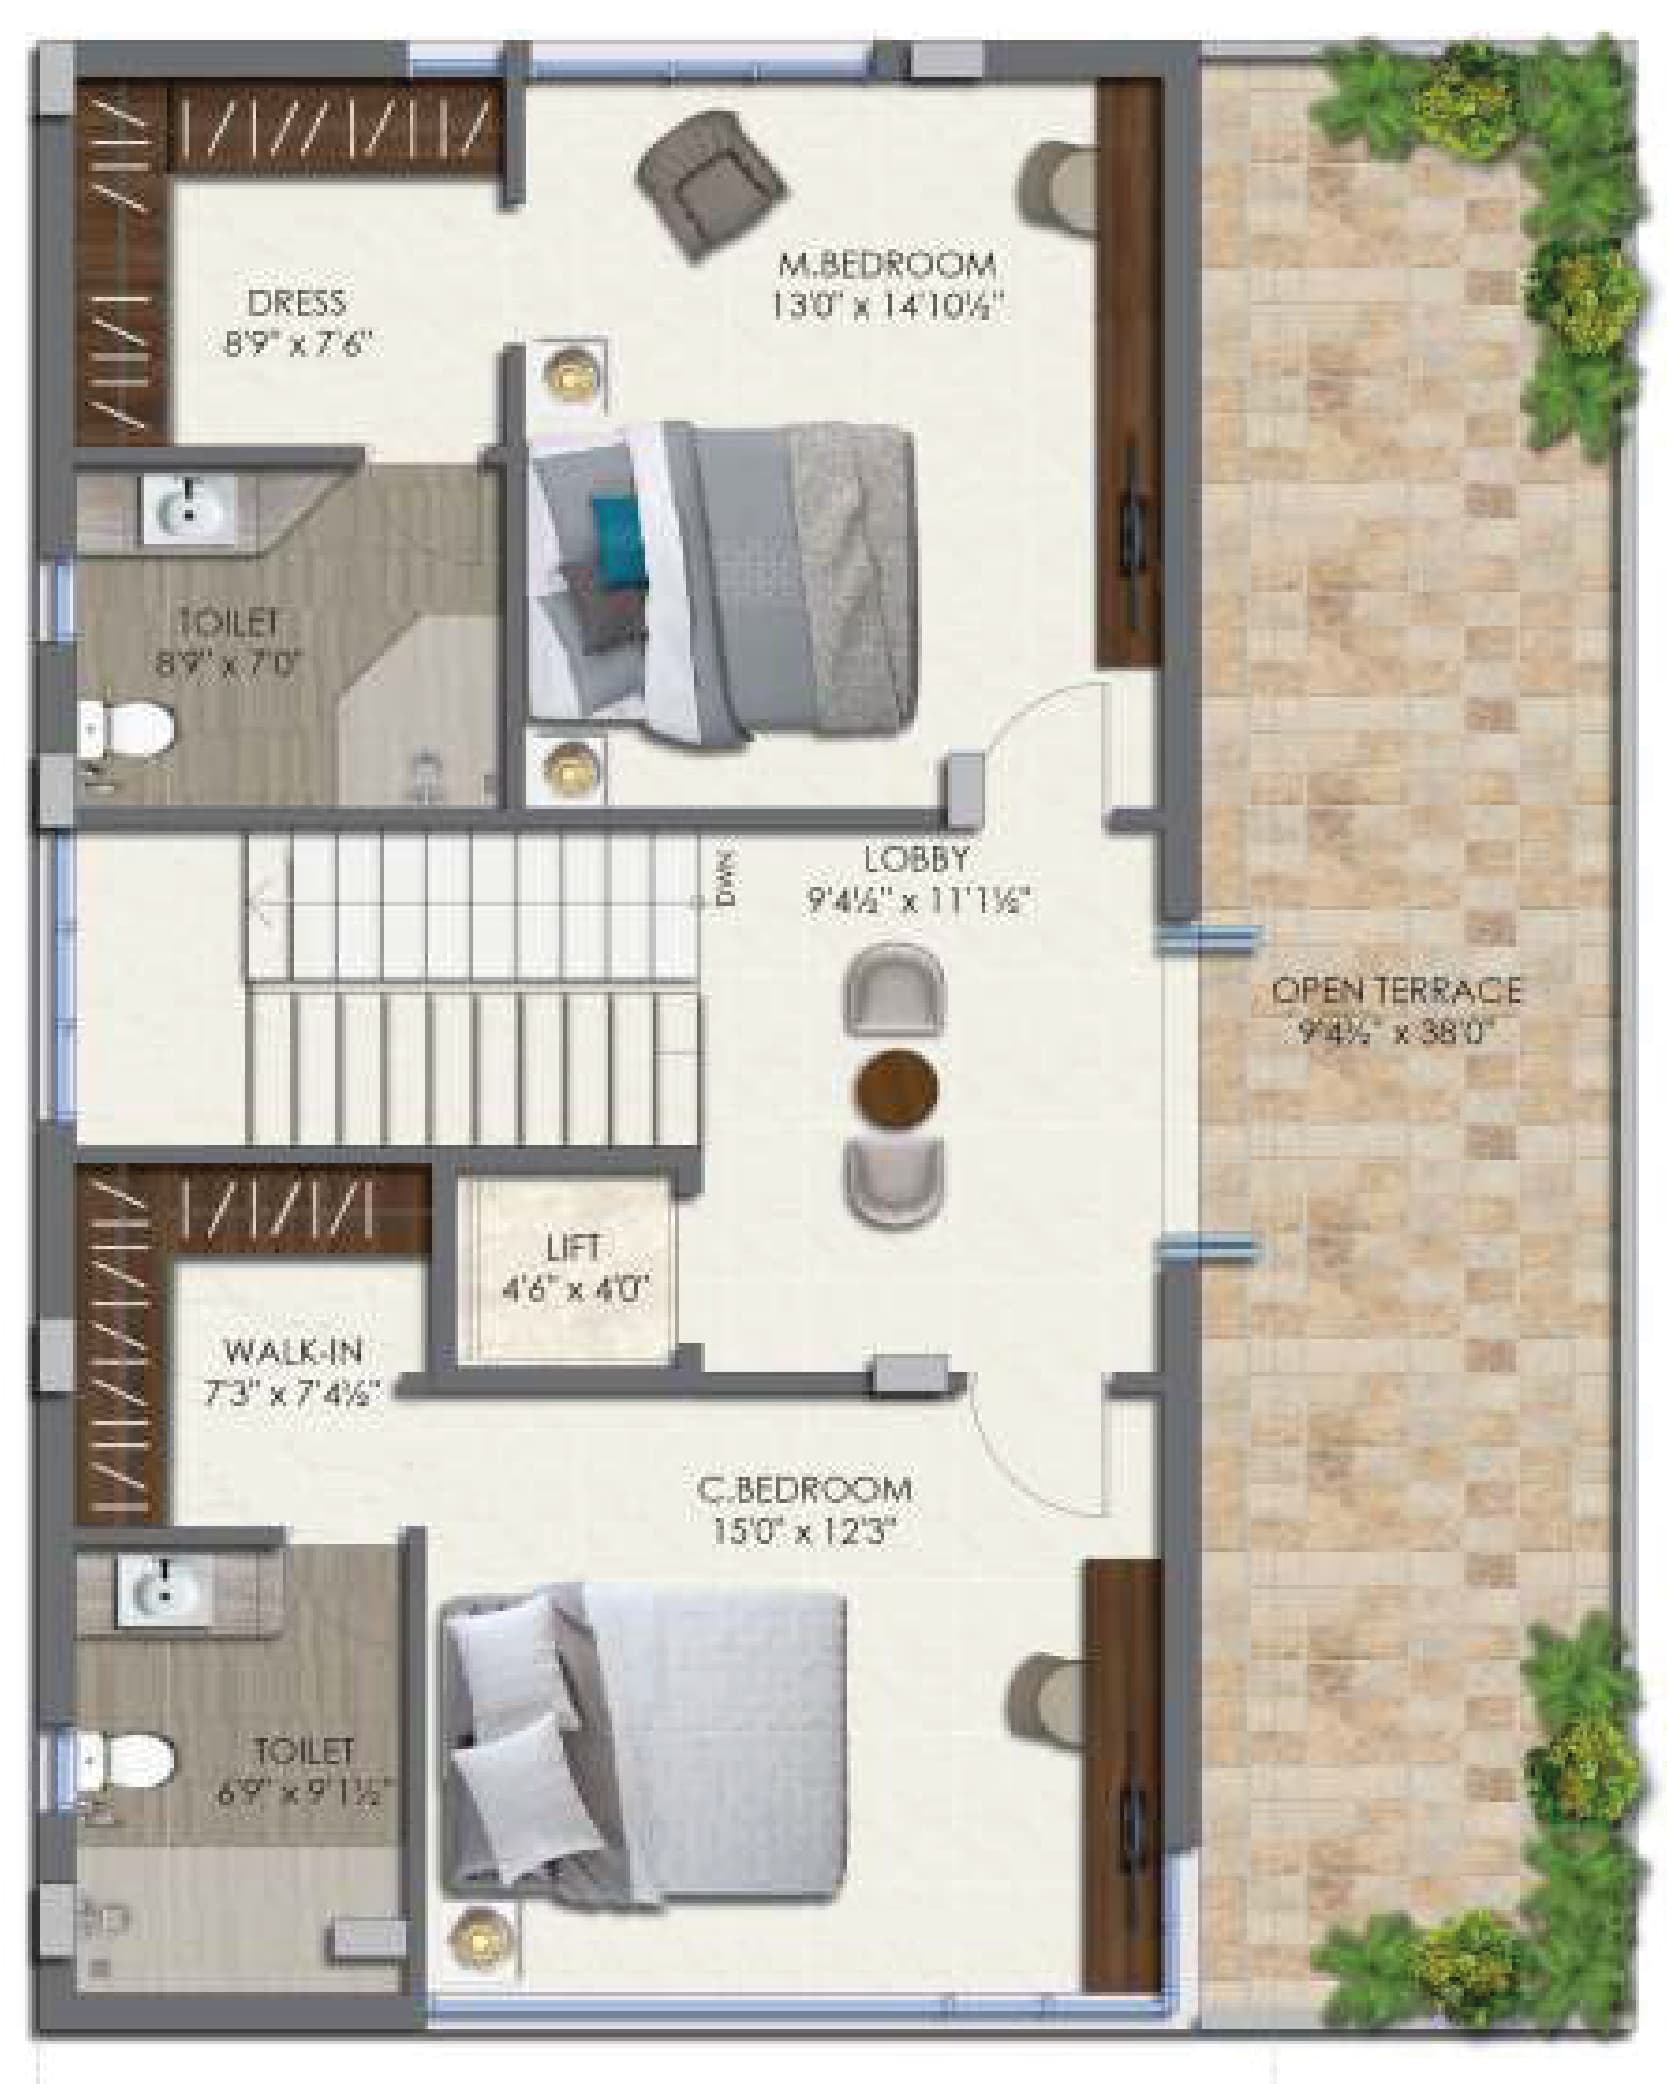 M.BEDROOM
13'0" x 14'10½"
DRESS
8'9" x 7'6"
TOILET
8'9" x 7'0"
DWN
LOBBY
9'4½" x 11'1½"
OPEN TERRACE
9'4½" x 38'0"
LIFT
4'6" x 4'0"
WALK-IN
7'3" x 7'4½"
C.BEDROOM
15'0" x 12'3"
TOILET
6'9" x 9'1½"